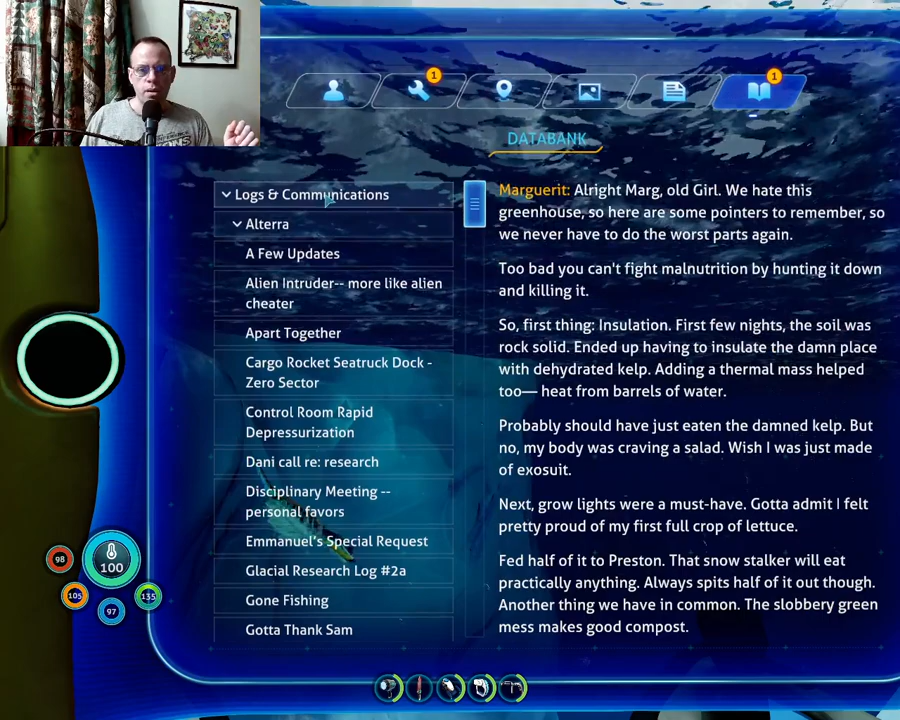 1
1
DATABANK
Logs & Communications
Alterra
A Few Updates
Alien Intruder-- more like alien
cheater
Apart Together
Cargo Rocket Seatruck Dock -
Zero Sector
Control Room Rapid
Depressurization
Dani call re: research
Disciplinary Meeting --
personal favors
Emmanuel's Special Request
Glacial Research Log #2a
Gone Fishing
Gotta Thank Sam
Marguerit: Alright Marg, old Girl. We hate this
greenhouse, so here are some pointers to remember, so
we never have to do the worst parts again.
Too bad you can't fight malnutrition by hunting it down
and killing it.
So, first thing: Insulation. First few nights, the soil was
rock solid. Ended up having to insulate the damn place
with dehydrated kelp. Adding a thermal mass helped
too— heat from barrels of water.
Probably should have just eaten the damned kelp. But
no, my body was craving a salad. Wish I was just made
of exosuit.
Next, grow lights were a must-have. Gotta admit I felt
pretty proud of my first full crop of lettuce.
Fed half of it to Preston. That snow stalker will eat
practically anything. Always spits half of it out though.
Another thing we have in common. The slobbery green
mess makes good compost.
98
100
105
97
135